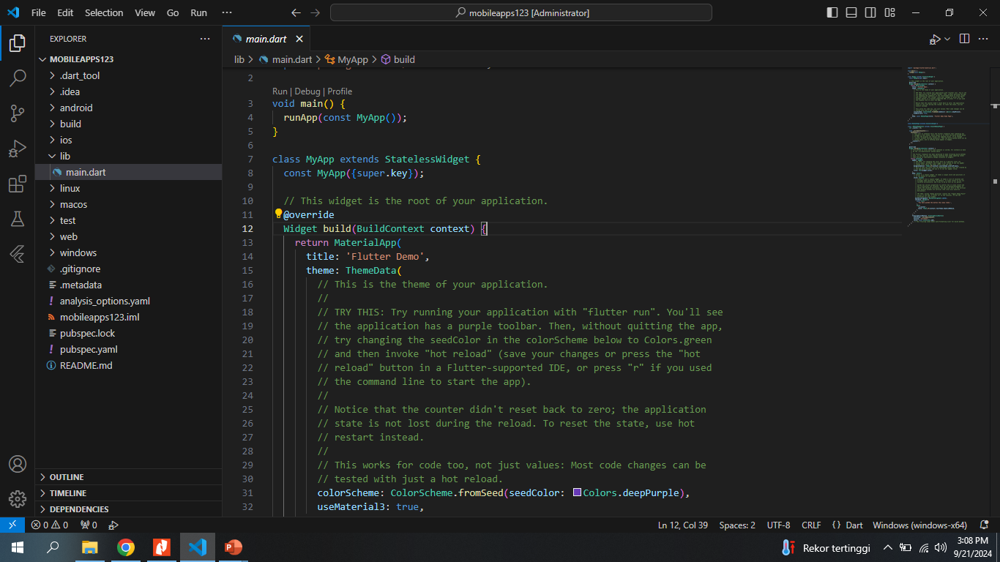 File Edit Selection View Go Run ···
mobileapps123 [Administrator]
EXPLORER
MOBILEAPPS123
.dart_tool
.idea
android
build
ios
lib
main.dart
linux
macos
test
web
windows
.gitignore
.metadata
analysis_options.yaml
mobileapps123.iml
pubspec.lock
pubspec.yaml
README.md
OUTLINE
TIMELINE
DEPENDENCIES
main.dart
lib > main.dart > MyApp > build
2
Run | Debug | Profile
3 void main() {
4 runApp(const MyApp());
5 }
6
7 class MyApp extends StatelessWidget {
8 const MyApp({super.key});
9
10 // This widget is the root of your application.
11 @override
12 Widget build(BuildContext context) {
13 return MaterialApp(
14 title: 'Flutter Demo',
15 theme: ThemeData(
16 // This is the theme of your application.
17 //
18 // TRY THIS: Try running your application with "flutter run". You'll see
19 // the application has a purple toolbar. Then, without quitting the app,
20 // try changing the seedColor in the colorScheme below to Colors.green
21 // and then invoke "hot reload" (save your changes or press the "hot
22 // reload" button in a Flutter-supported IDE, or press "r" if you used
23 // the command line to start the app).
24 //
25 // Notice that the counter didn't reset back to zero; the application
26 // state is not lost during the reload. To reset the state, use hot
27 // restart instead.
28 //
29 // This works for code too, not just values: Most code changes can be
30 // tested with just a hot reload.
31 colorScheme: ColorScheme.fromSeed(seedColor: Colors.deepPurple),
32 useMaterial3: true,
0 0 0
Ln 12, Col 39 Spaces: 2 UTF-8 CRLF {} Dart Windows (windows-x64)
Rekor tertinggi
3:08 PM
9/21/2024